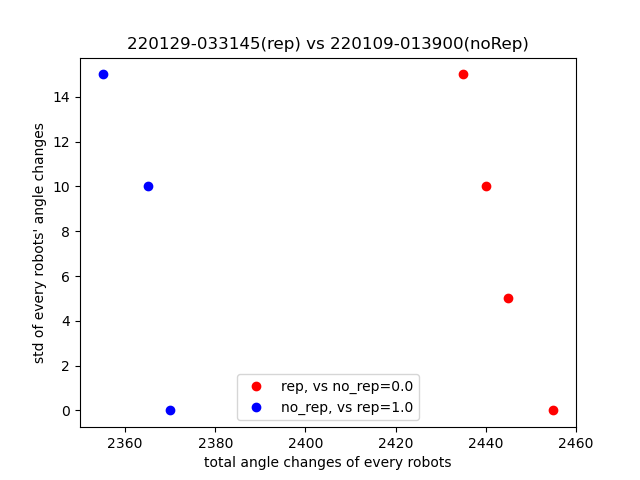 220129-033145(rep) vs 220109-013900(noRep)
std of every robots' angle changes
14
12
10
8
6
4
2
0
rep, vs no_rep=0.0
no_rep, vs rep=1.0
2360 2380 2400 2420 2440 2460
total angle changes of every robots